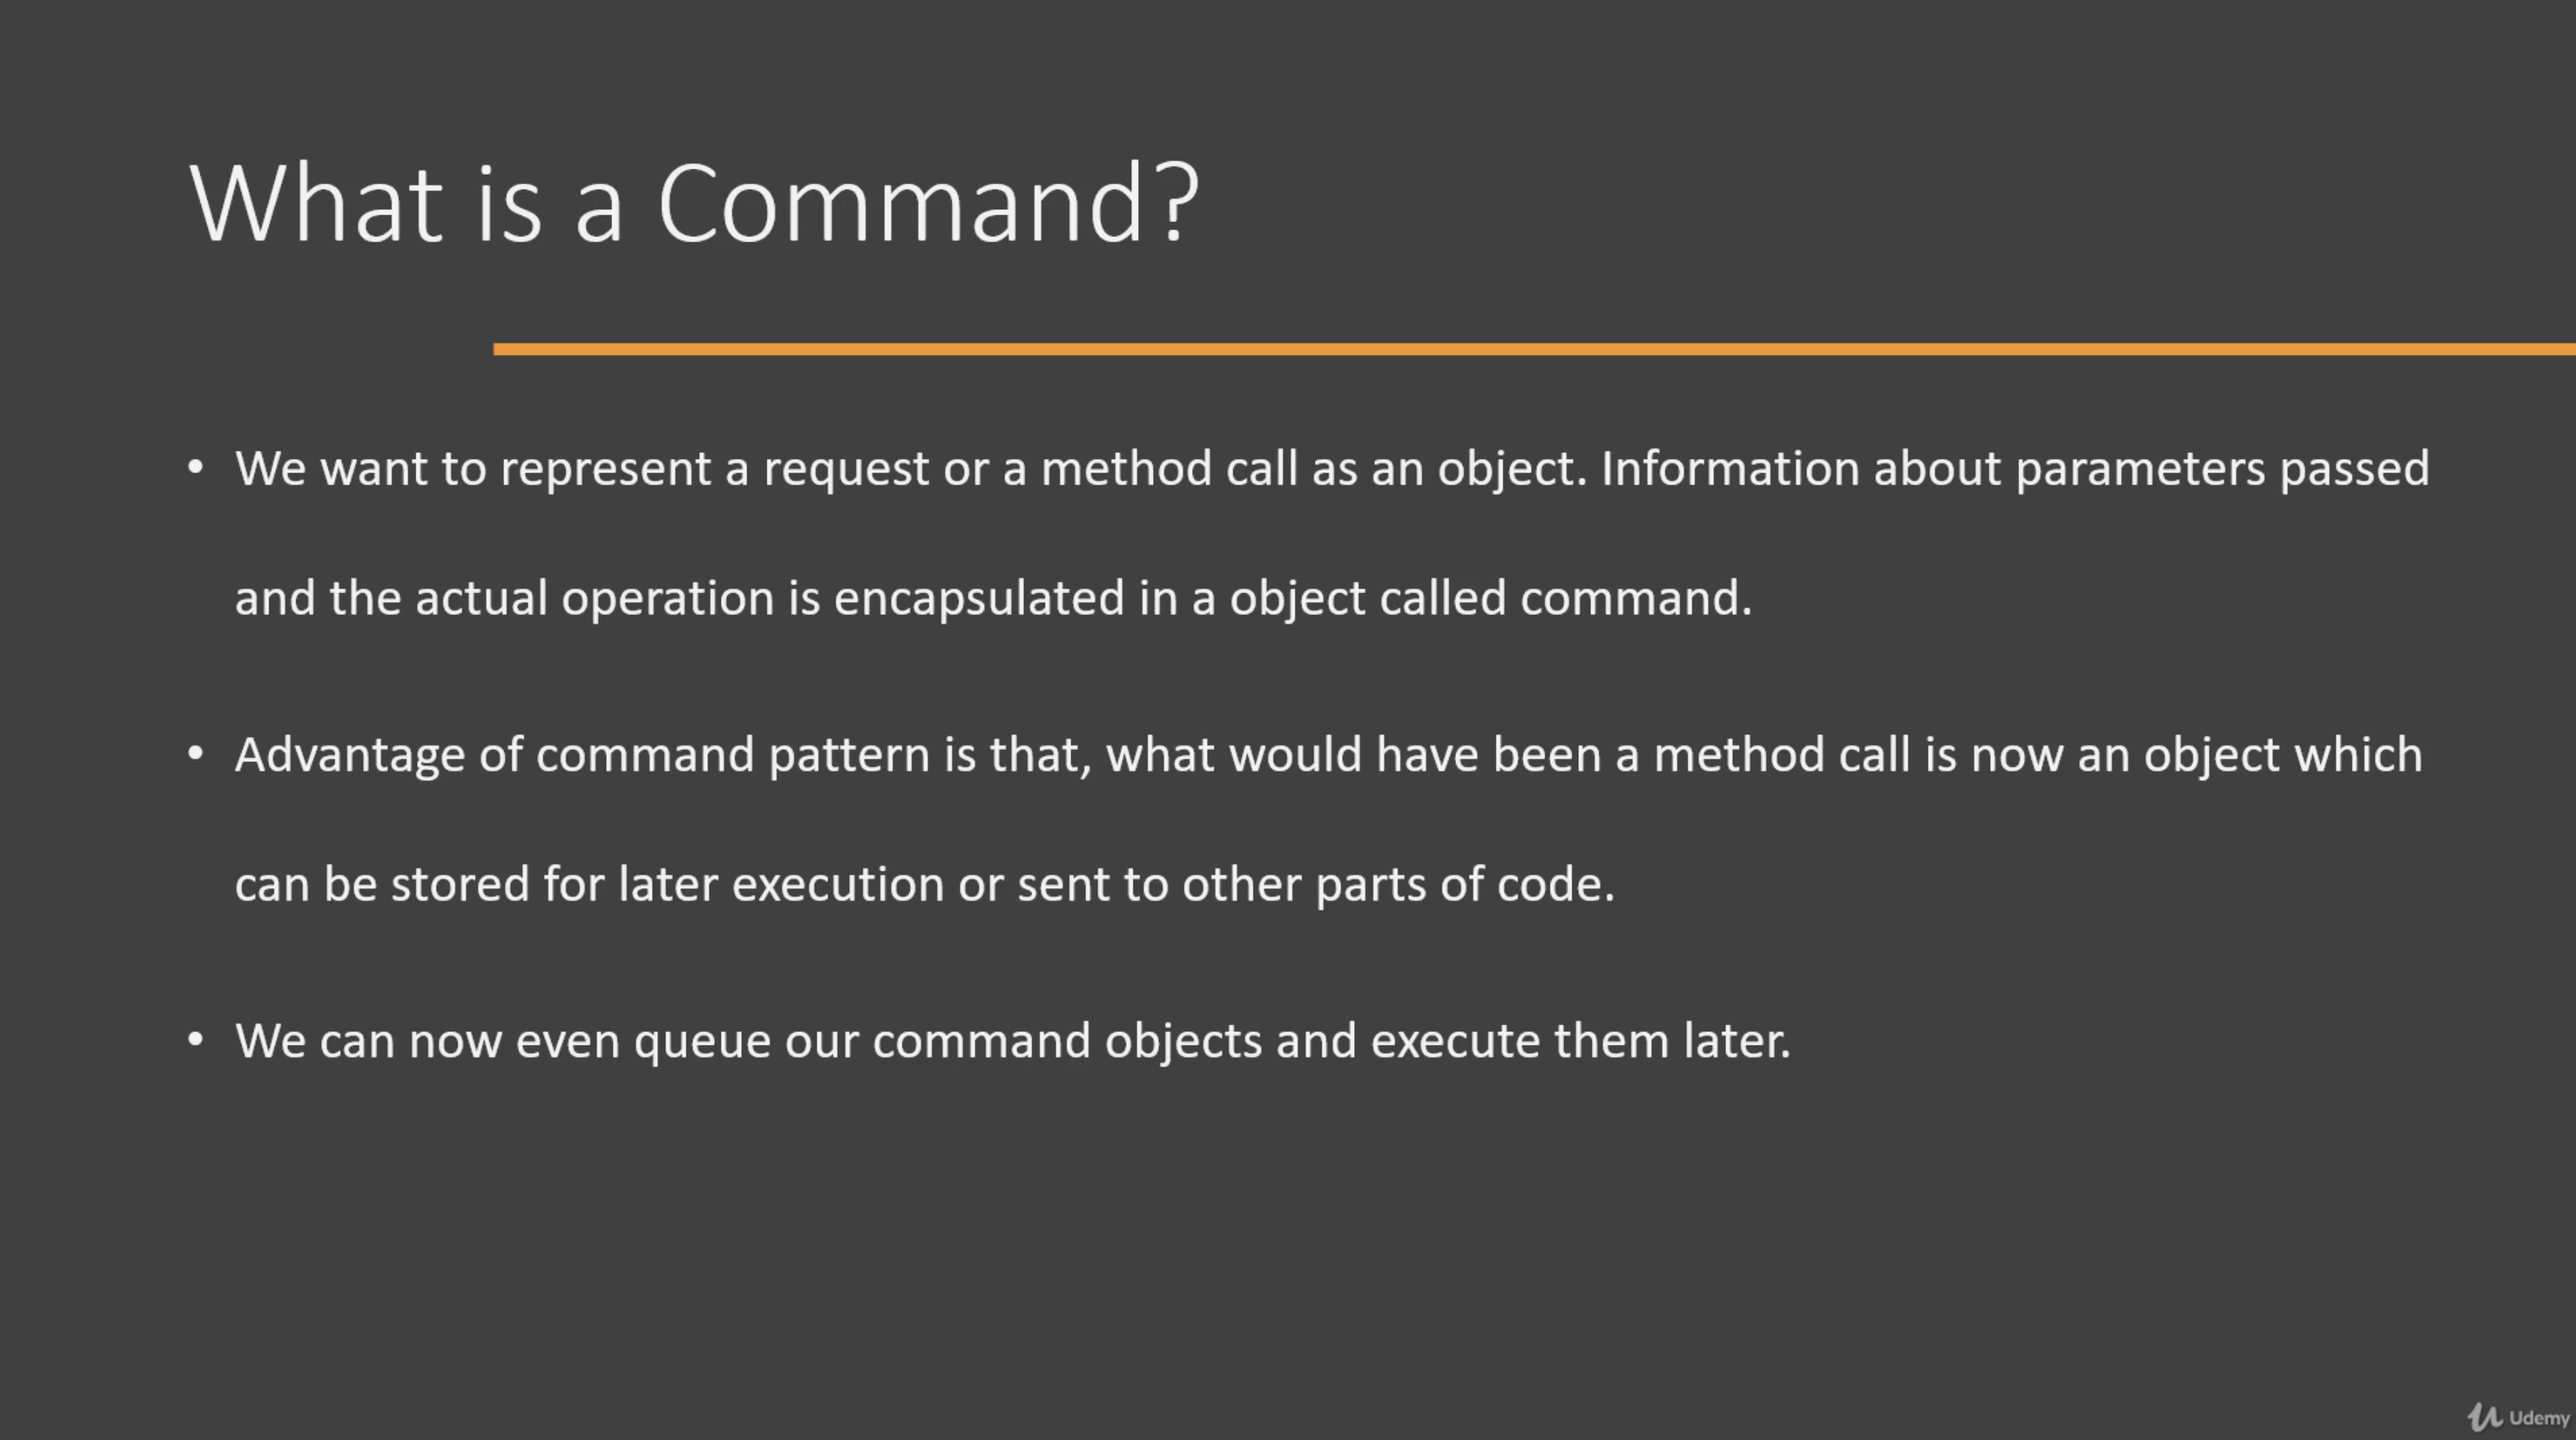 What is a Command?
• We want to represent a request or a method call as an object. Information about parameters passed
and the actual operation is encapsulated in a object called command.
• Advantage of command pattern is that, what would have been a method call is now an object which
can be stored for later execution or sent to other parts of code.
• We can now even queue our command objects and execute them later.
Udemy